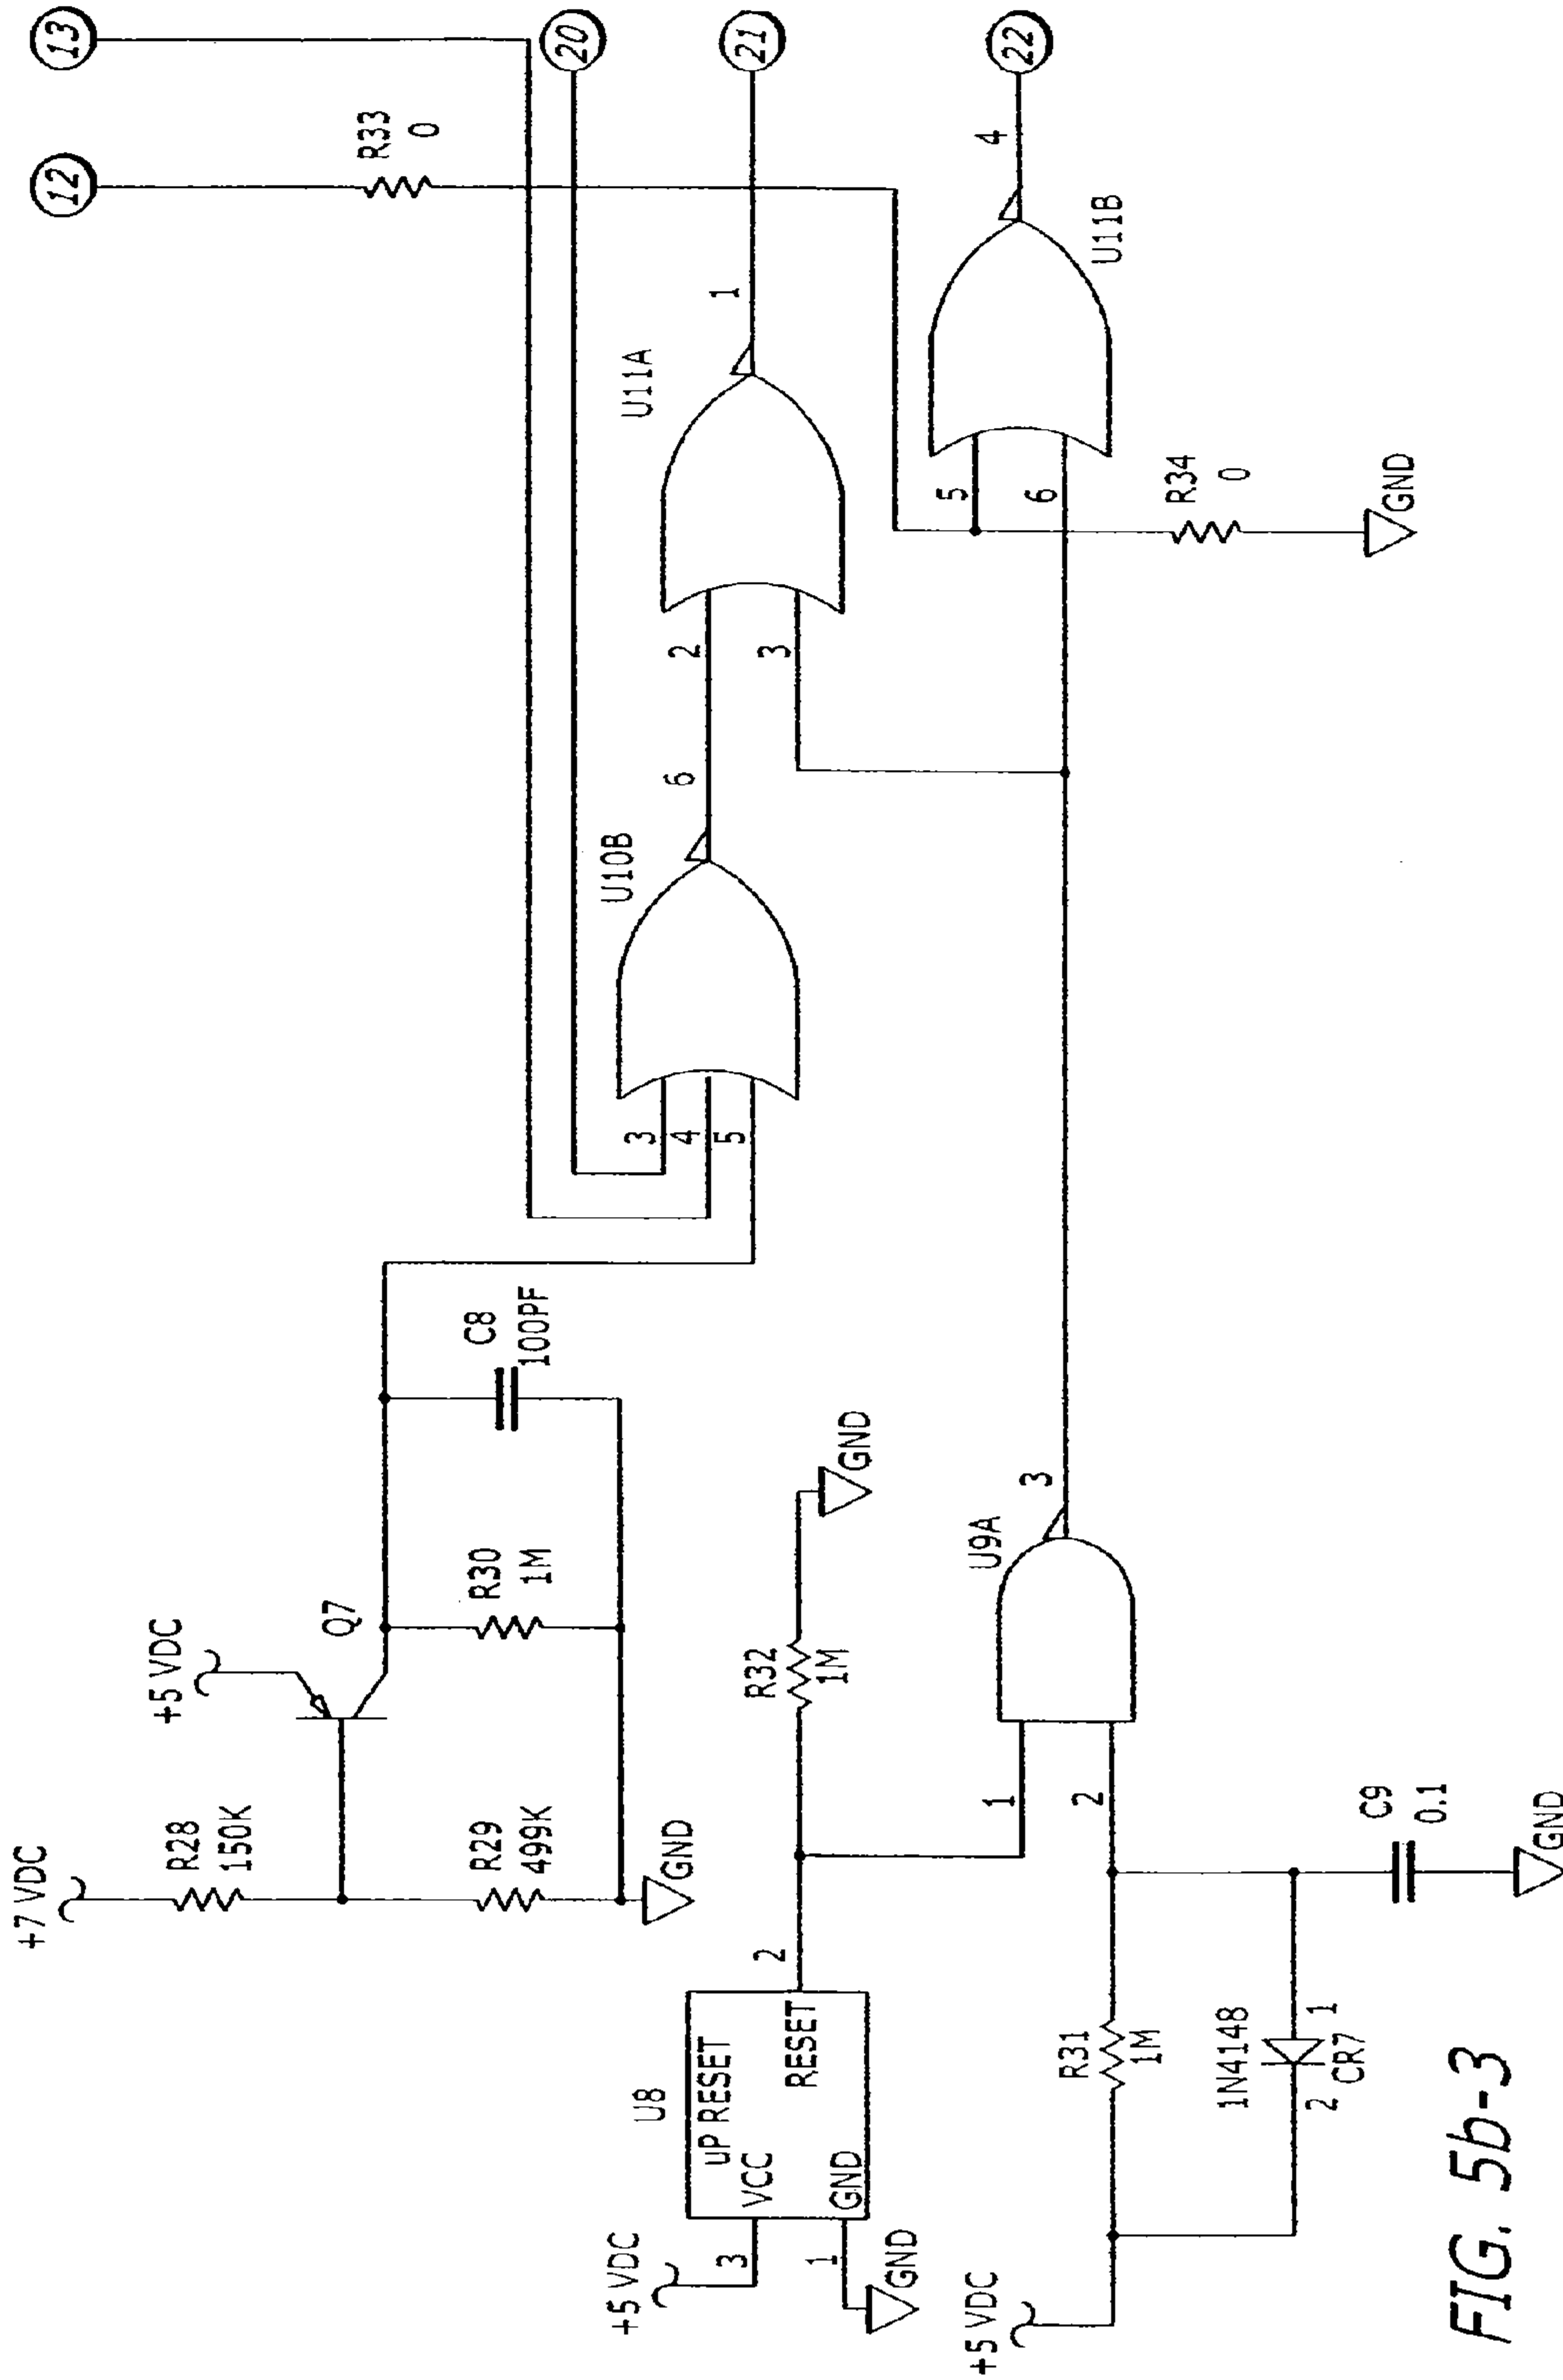 +7 VDC
R28
150K
R29
499K
GND
+5 VDC
Q7
R30
1M
C8
100PF
13
12
20
R33
0
21
22
U10B
3
4
5
6
U11A
2
3
1
U11B
5
6
4
R34
0
GND
U8
uP RESET
VCC
RESET
GND
+5 VDC
3
1
GND
2
R32
1M
GND
U9A
1
2
3
+5 VDC
R31
1M
1N4148
2
1
CR7
C9
0.1
GND
FIG. 5b-3